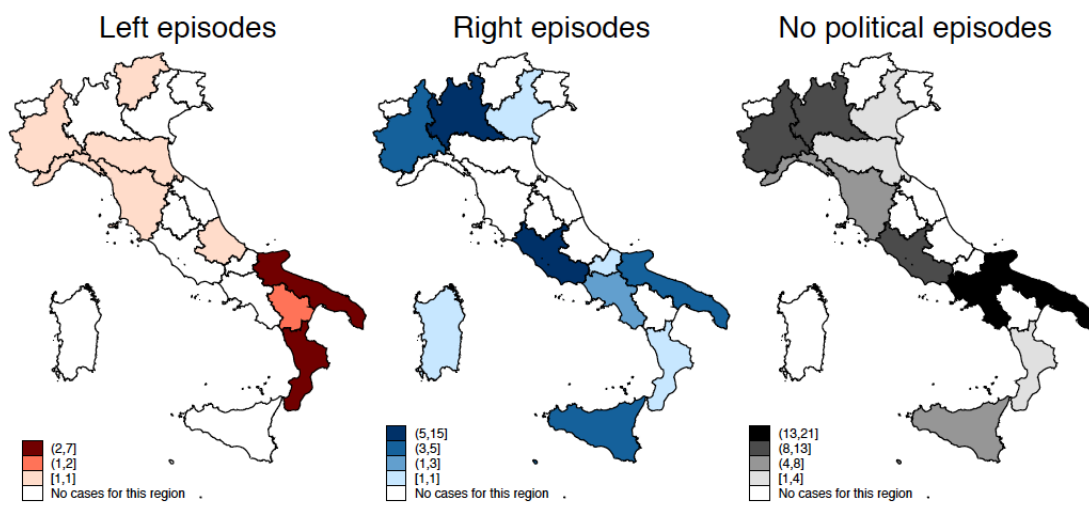 Left episodes
Right episodes
No political episodes
(2,7]
(1,2]
[1,1]
No cases for this region .
(5,15]
(3,5]
(1,3]
[1,1]
No cases for this region .
(13,21]
(8,13]
(4,8]
[1,4]
No cases for this region .